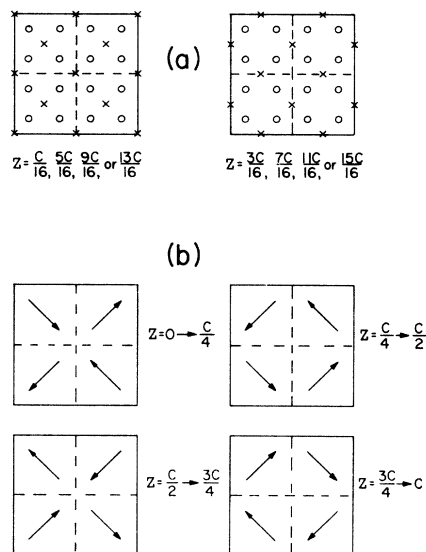 (a)
Z = C/16, 5C/16, 9C/16, or 13C/16
Z = 3C/16, 7C/16, 11C/16, or 15C/16
(b)
Z = 0 → C/4
Z = C/4 → C/2
Z = C/2 → 3C/4
Z = 3C/4 → C